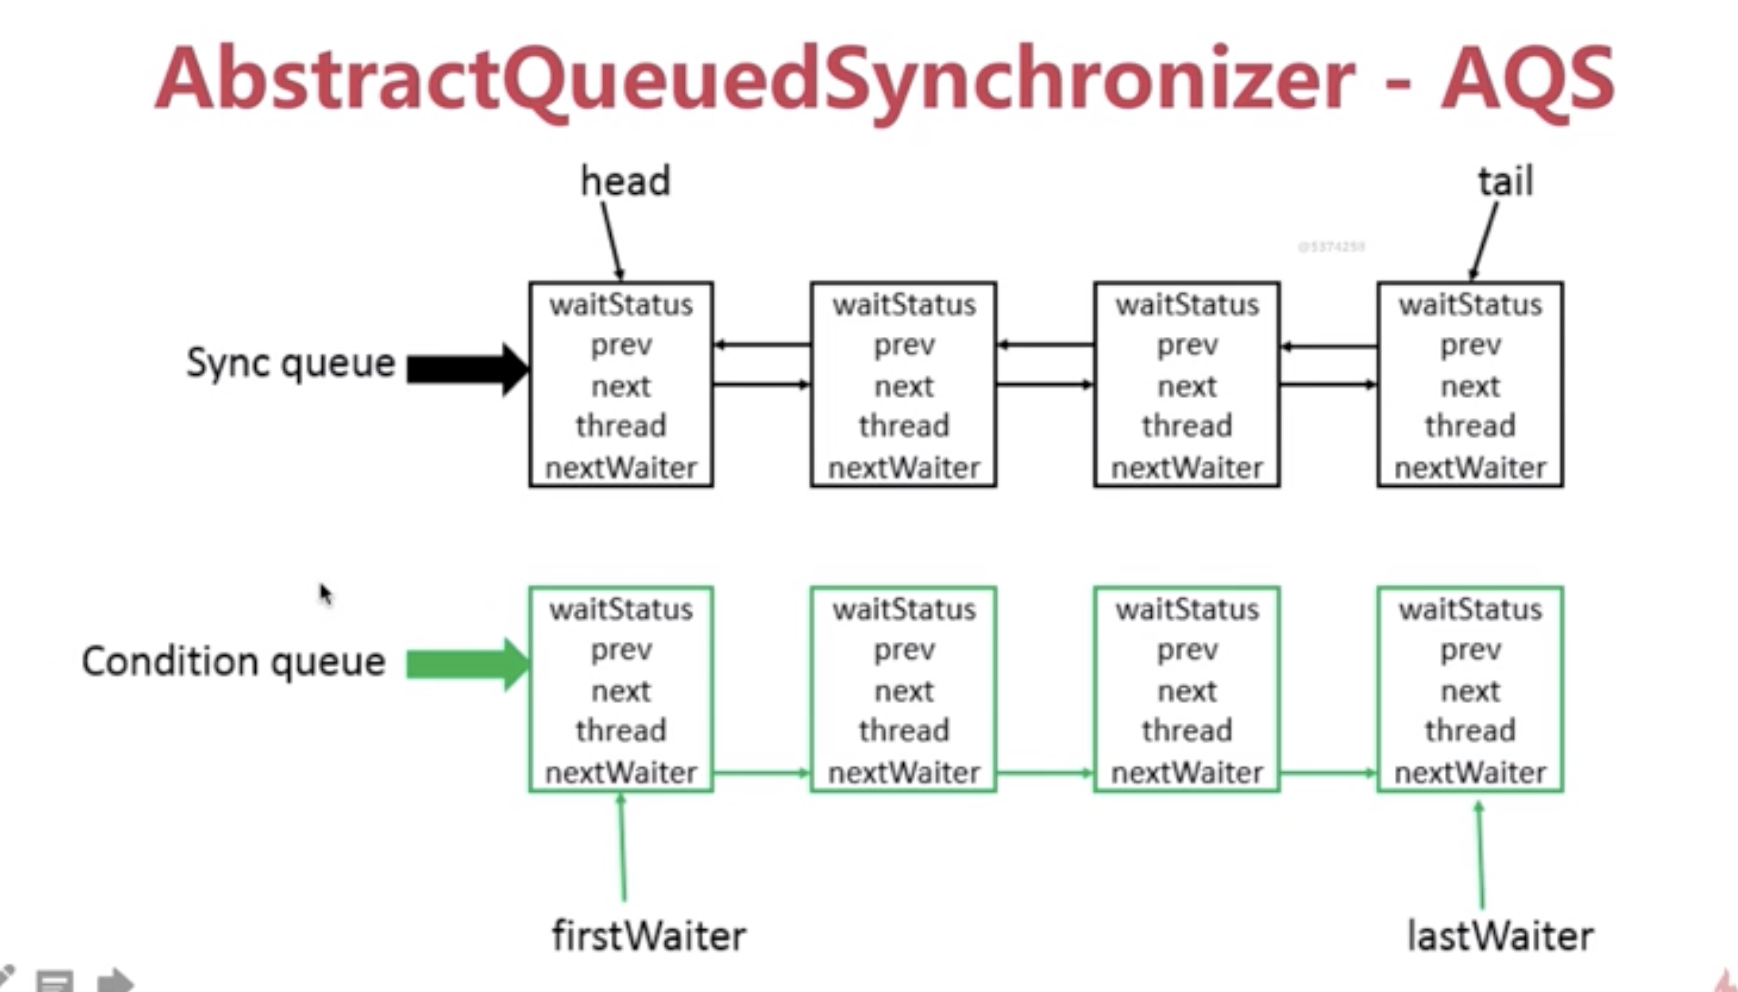 AbstractQueuedSynchronizer - AQS
head
tail
@5374250
Sync queue
waitStatus
prev
next
thread
nextWaiter
waitStatus
prev
next
thread
nextWaiter
waitStatus
prev
next
thread
nextWaiter
waitStatus
prev
next
thread
nextWaiter
Condition queue
waitStatus
prev
next
thread
nextWaiter
waitStatus
prev
next
thread
nextWaiter
waitStatus
prev
next
thread
nextWaiter
waitStatus
prev
next
thread
nextWaiter
firstWaiter
lastWaiter